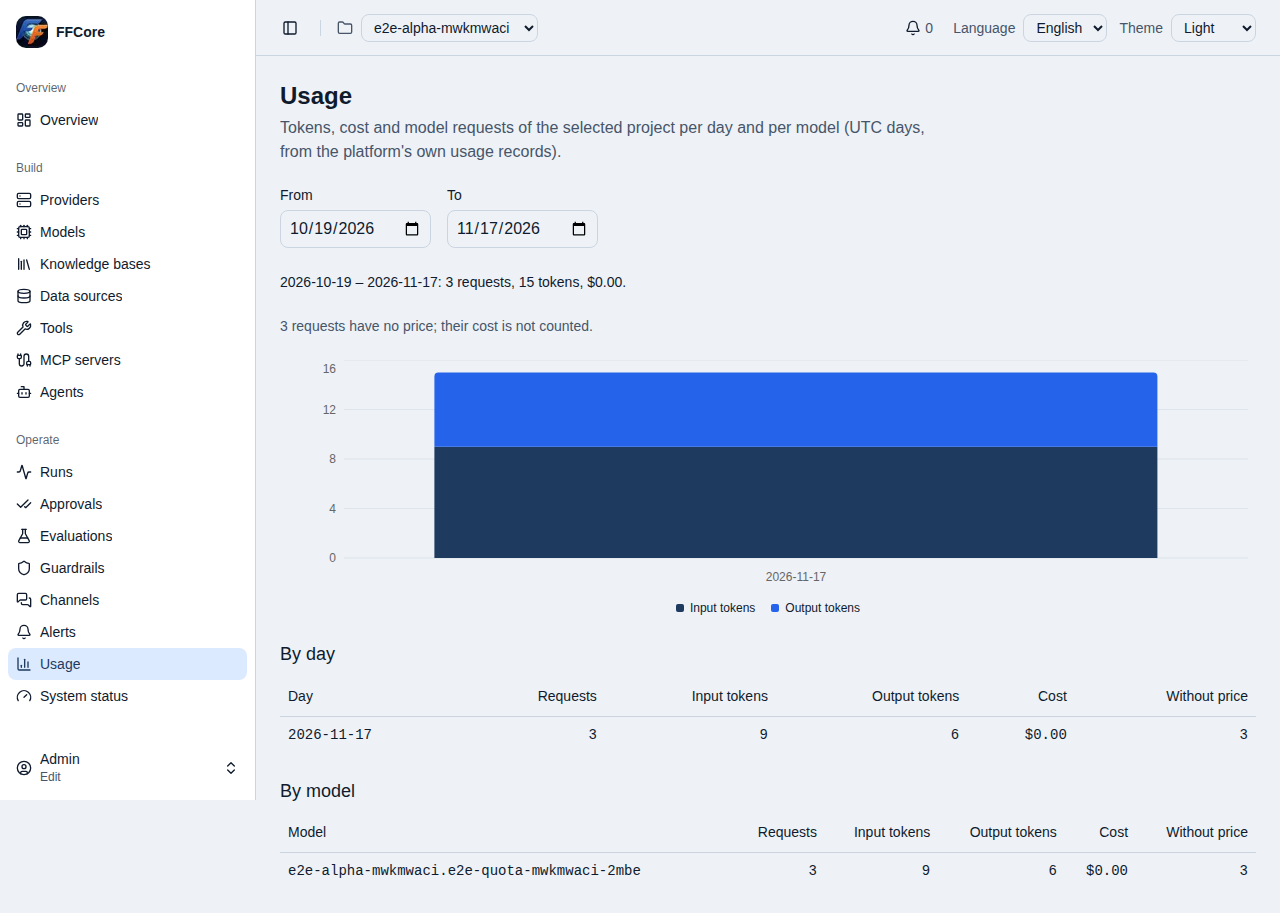 FFCore
e2e-alpha-mwkmwaci
0
Language
English
Theme
Light
Overview
Overview
Build
Providers
Models
Knowledge bases
Data sources
Tools
MCP servers
Agents
Operate
Runs
Approvals
Evaluations
Guardrails
Channels
Alerts
Usage
System status
Admin
Edit
Usage
Tokens, cost and model requests of the selected project per day and per model (UTC days,
from the platform's own usage records).
From To
10/19/2026 11/17/2026
2026-10-19 – 2026-11-17: 3 requests, 15 tokens, $0.00.
3 requests have no price; their cost is not counted.
16
12
8
4
0
2026-11-17
Input tokens Output tokens
By day
Day Requests Input tokens Output tokens Cost Without price
2026-11-17 3 9 6 $0.00 3
By model
Model Requests Input tokens Output tokens Cost Without price
e2e-alpha-mwkmwaci.e2e-quota-mwkmwaci-2mbe 3 9 6 $0.00 3